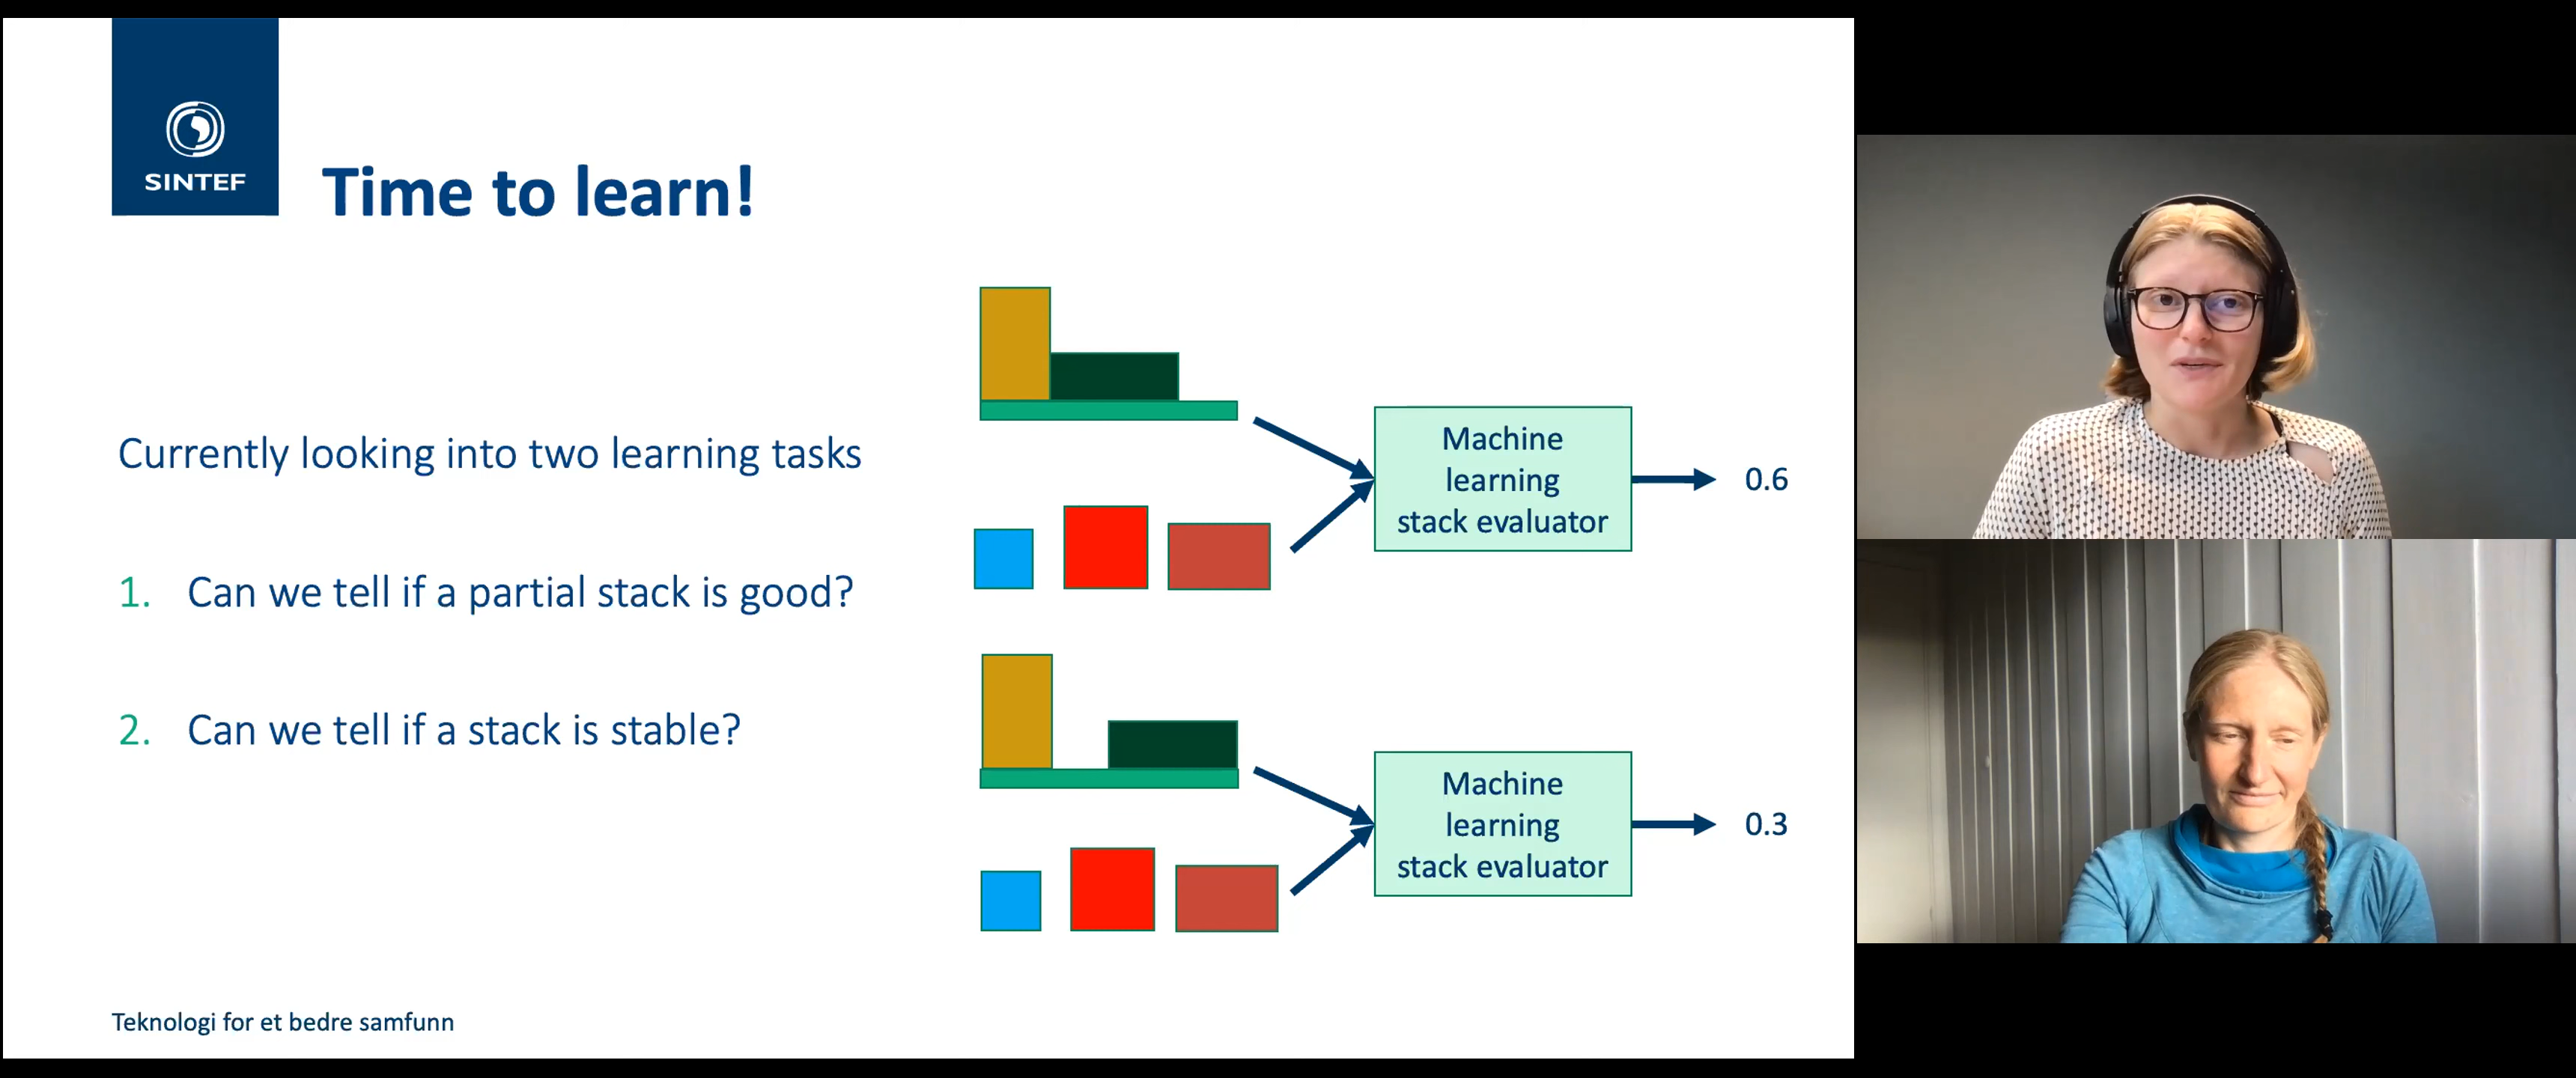 SINTEF
Time to learn!
Currently looking into two learning tasks
1. Can we tell if a partial stack is good?
2. Can we tell if a stack is stable?
Machine
learning
stack evaluator
0.6
Machine
learning
stack evaluator
0.3
Teknologi for et bedre samfunn